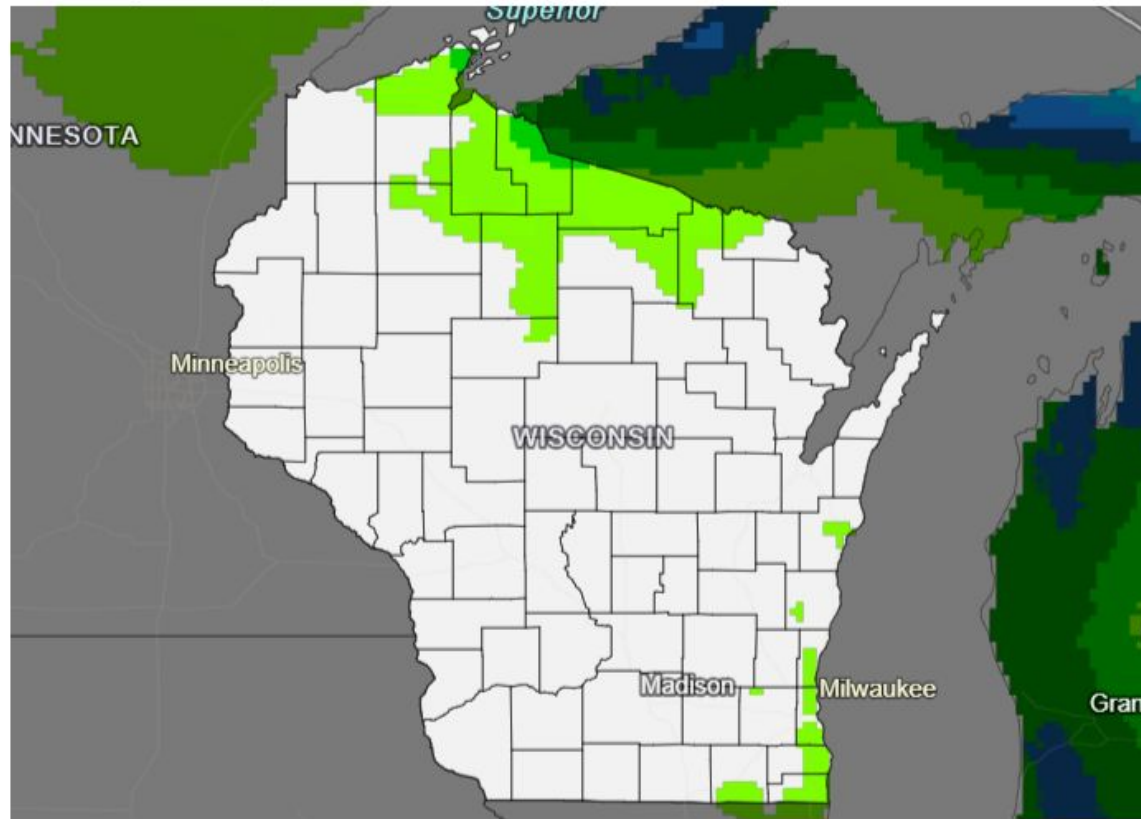 Superior
NNESOTA
Minneapolis
WISCONSIN
Madison
Milwaukee
Gran